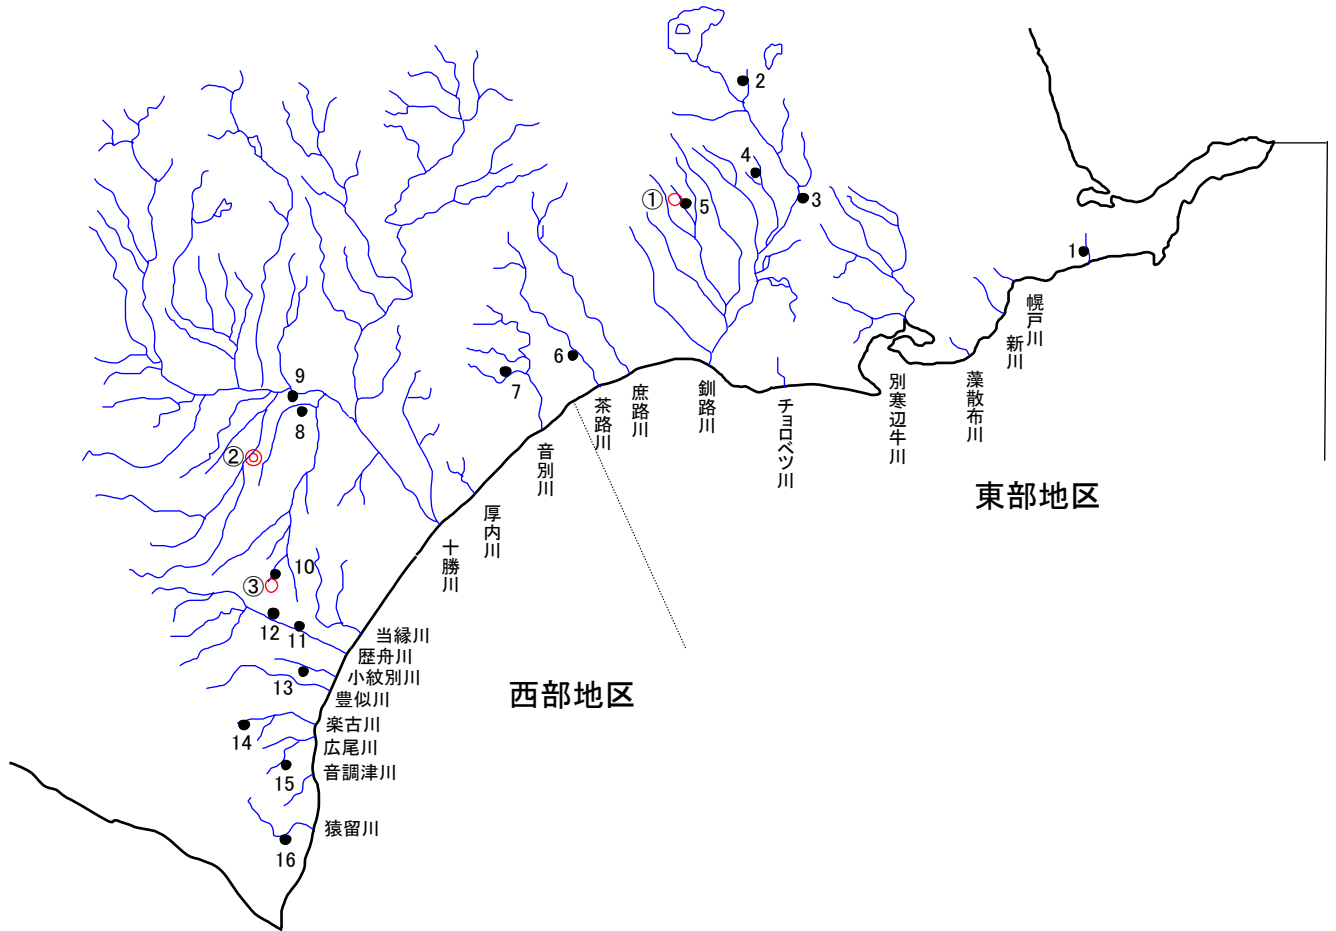 2
4
①
5
3
1
幌戸川
新川
藻散布川
別寒辺牛川
チョロベツ川
釧路川
庶路川
茶路川
6
7
音別川
厚内川
十勝川
9
8
②
東部地区
10
③
12
11
当縁川
歴舟川
小紋別川
13
豊似川
西部地区
楽古川
14
広尾川
音調津川
15
猿留川
16